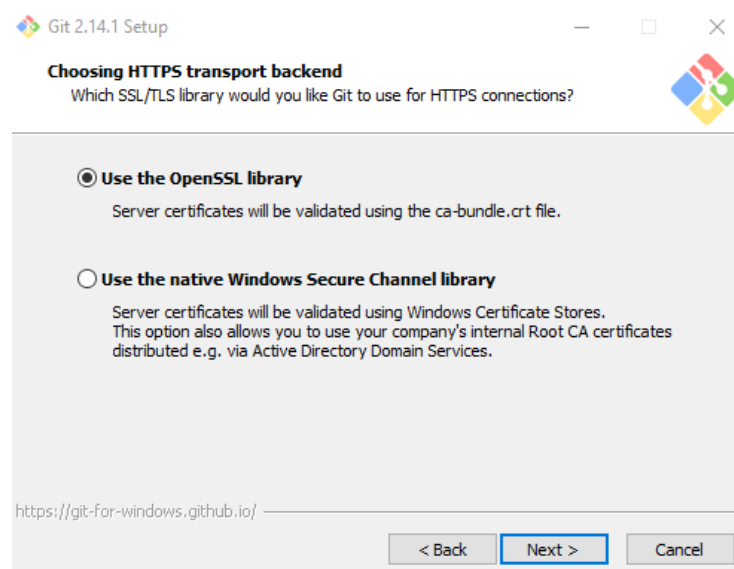 Git 2.14.1 Setup
Choosing HTTPS transport backend
Which SSL/TLS library would you like Git to use for HTTPS connections?
Use the OpenSSL library
Server certificates will be validated using the ca-bundle.crt file.
Use the native Windows Secure Channel library
Server certificates will be validated using Windows Certificate Stores.
This option also allows you to use your company's internal Root CA certificates
distributed e.g. via Active Directory Domain Services.
https://git-for-windows.github.io/
< Back Next > Cancel